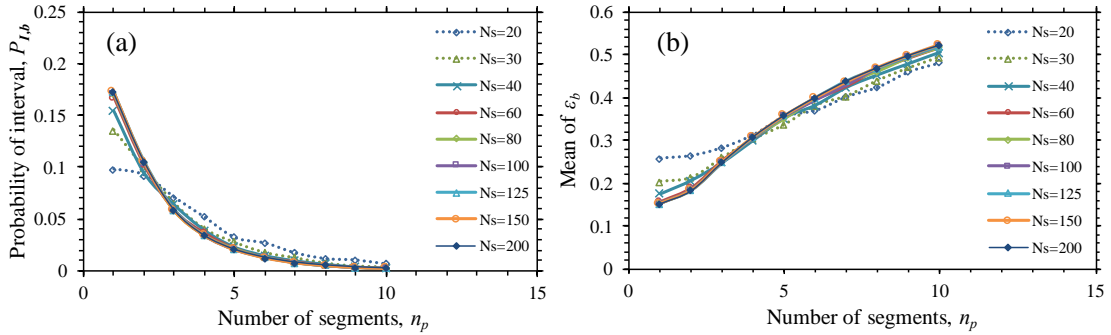 (a)
Probability of interval, P_{I,b}
0.25
0.2
0.15
0.1
0.05
0
0
5
10
15
Number of segments, n_p
Ns=20
Ns=30
Ns=40
Ns=60
Ns=80
Ns=100
Ns=125
Ns=150
Ns=200
(b)
Mean of ε_b
0.6
0.5
0.4
0.3
0.2
0.1
0
0
5
10
15
Number of segments, n_p
Ns=20
Ns=30
Ns=40
Ns=60
Ns=80
Ns=100
Ns=125
Ns=150
Ns=200